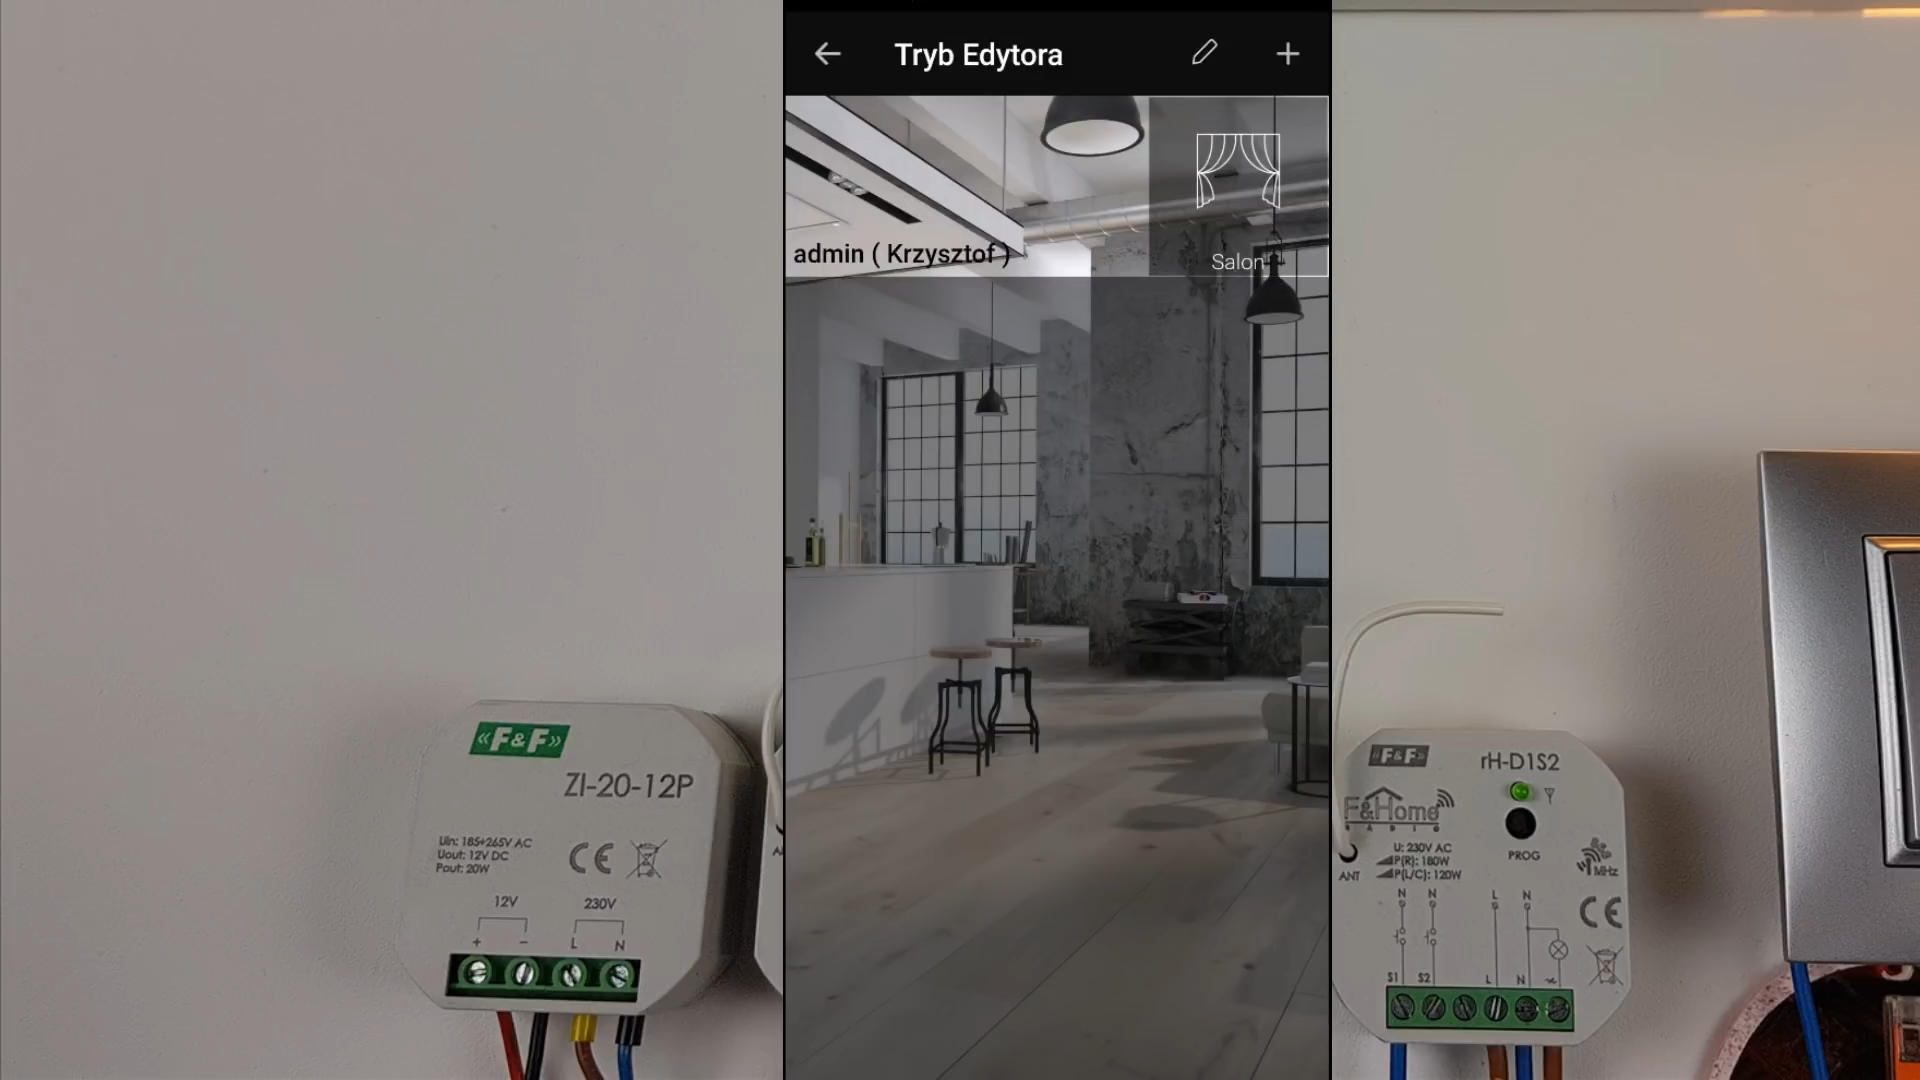 Tryb Edytora
admin ( Krzysztof )
Salon
«F&F»
ZI-20-12P
Uin: 185÷265V AC
Uout: 12V DC
Pout: 20W
CE
12V 230V
+ - L N
«F&F»
rH-D1S2
F&Home
RADIO
PROG
U: 230V AC
P(R): 180W
P(L/C): 120W
ANT
MHz
N N L N
CE
S1 S2 L N